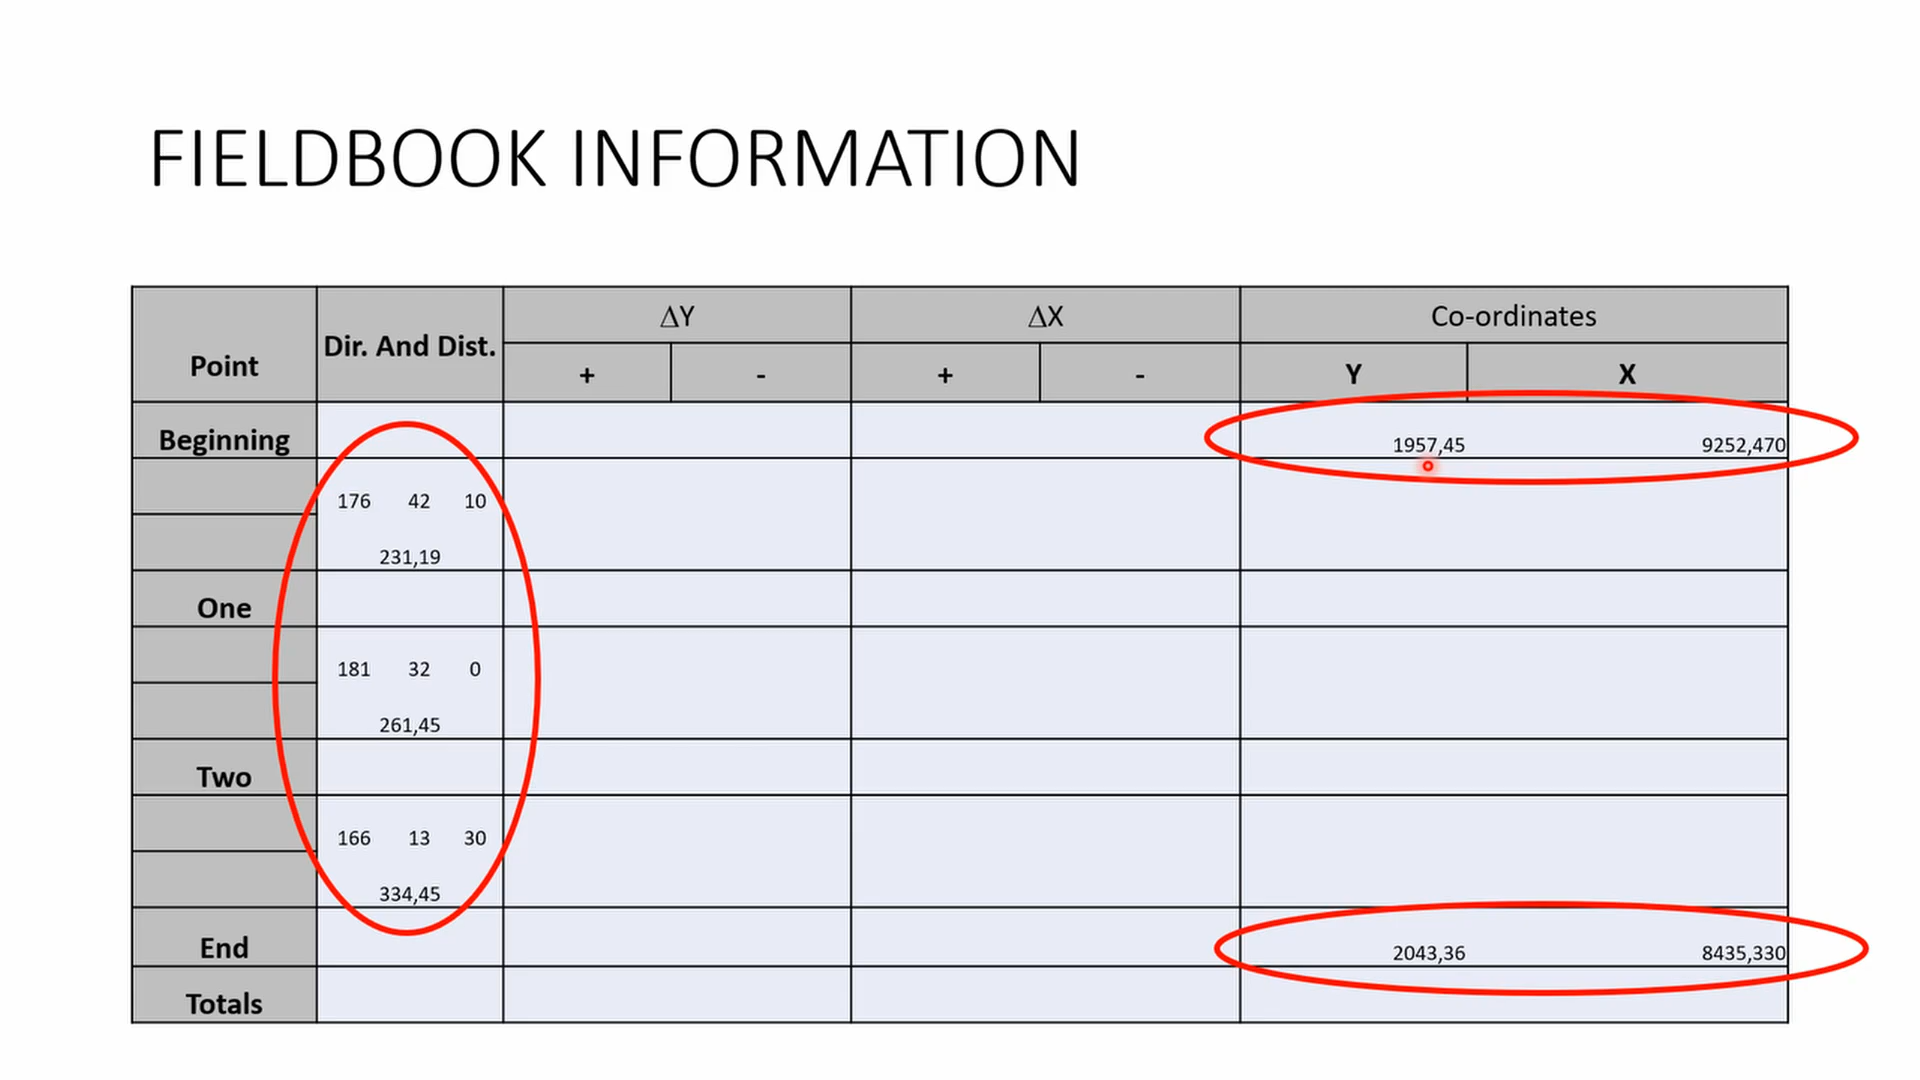 FIELDBOOK INFORMATION
Point Dir. And Dist. ΔY ΔX Co-ordinates
+ - + - Y X
Beginning 1957,45 9252,470
176 42 10
231,19
One
181 32 0
261,45
Two
166 13 30
334,45
End 2043,36 8435,330
Totals